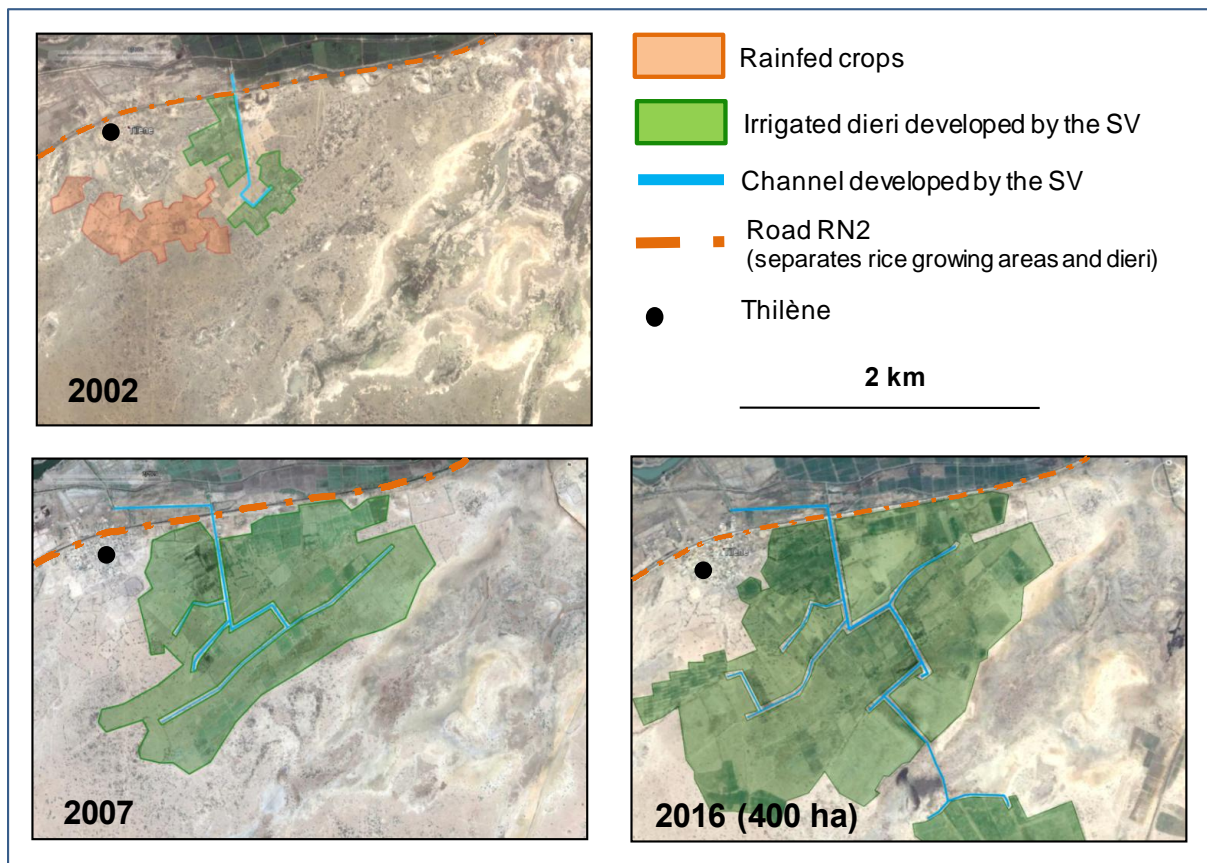 Rainfed crops
Irrigated dieri developed by the SV
Channel developed by the SV
Road RN2
(separates rice growing areas and dieri)
Thilène
2 km
2002
2007
2016 (400 ha)